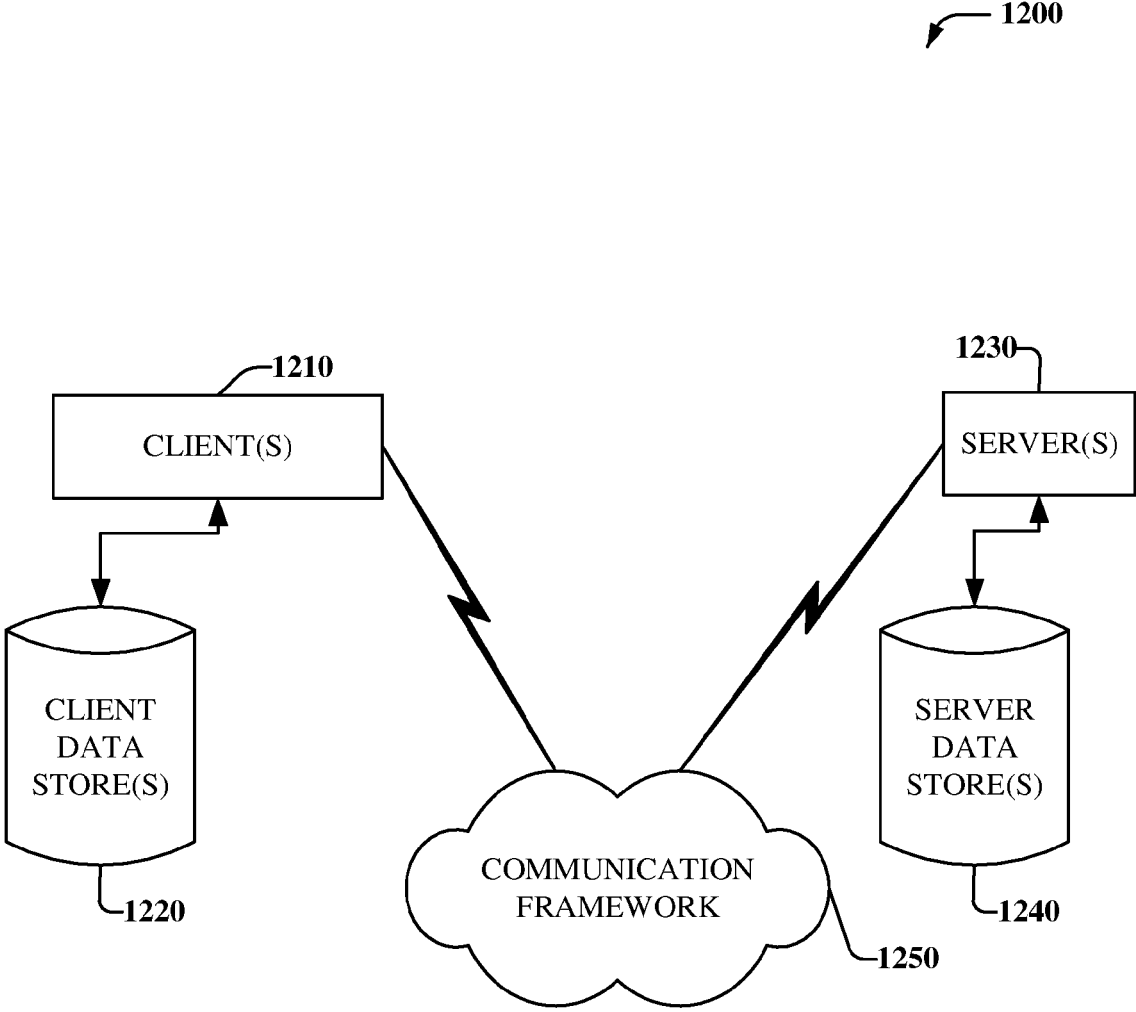 1200
1210
CLIENT(S)
1230
SERVER(S)
CLIENT
DATA
STORE(S)
1220
SERVER
DATA
STORE(S)
1240
COMMUNICATION
FRAMEWORK
1250